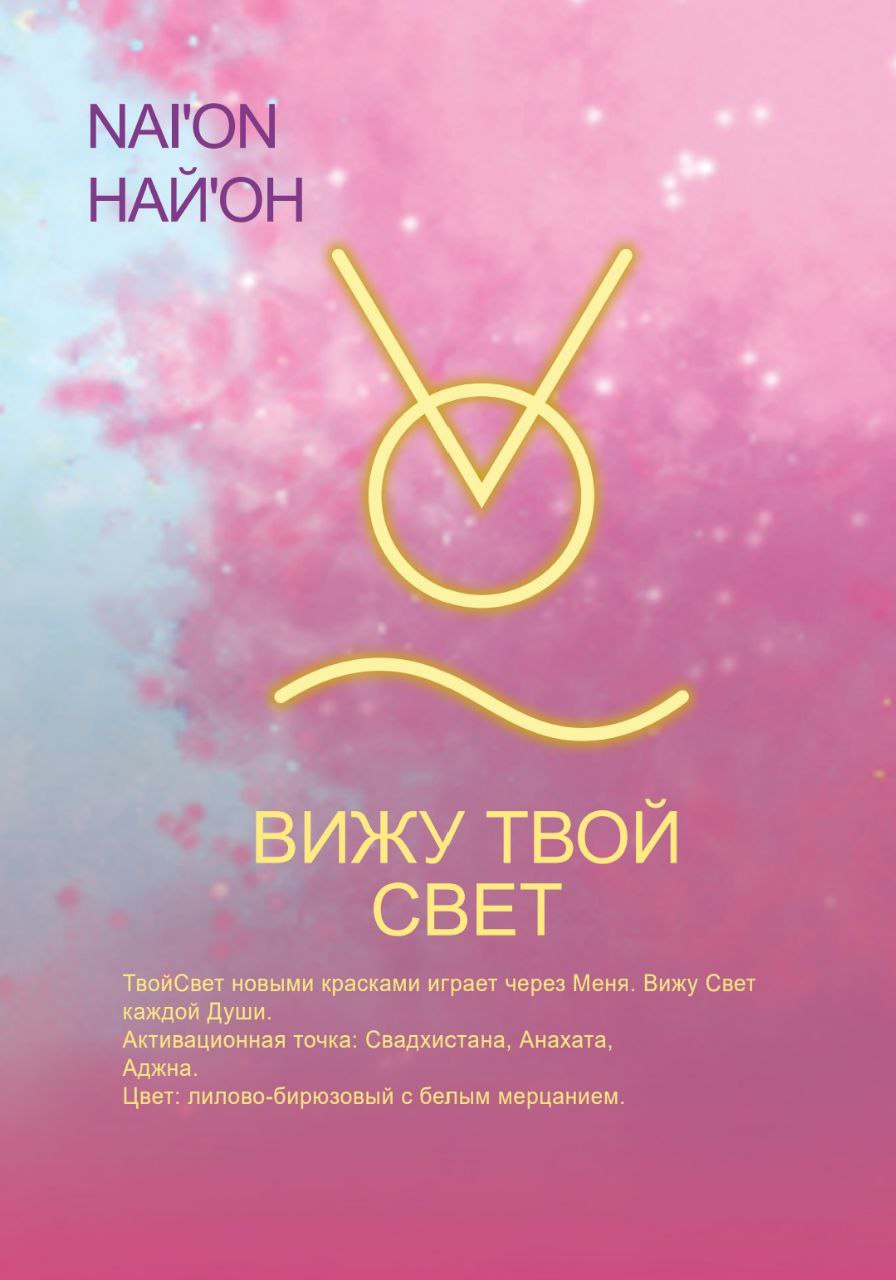 NAI'ON
НАЙ'ОН
ВИЖУ ТВОЙ
СВЕТ
ТвойСвет новыми красками играет через Меня. Вижу Свет
каждой Души.
Активационная точка: Свадхистана, Анахата,
Аджна.
Цвет: лилово-бирюзовый с белым мерцанием.